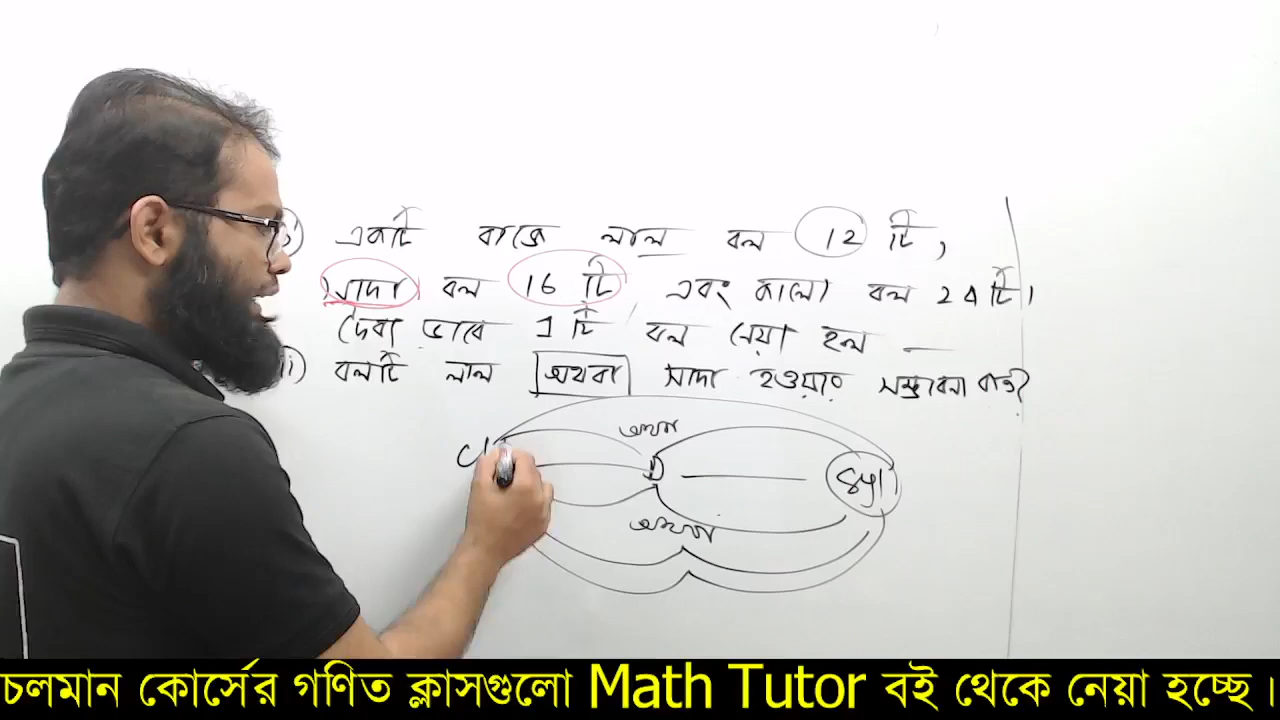 একটি বাক্সে লাল বল 12 টি,
সাদা বল 16 টি এবং কালো বল 24 টি।
দৈব ভাবে 1 টি বল নেয়া হল
বলটি লাল অথবা সাদা হওয়ার সম্ভাবনা কত?
অথবা
D Syl
অথবা
চলমান কোর্সের গণিত ক্লাসগুলো Math Tutor বই থেকে নেয়া হচ্ছে।